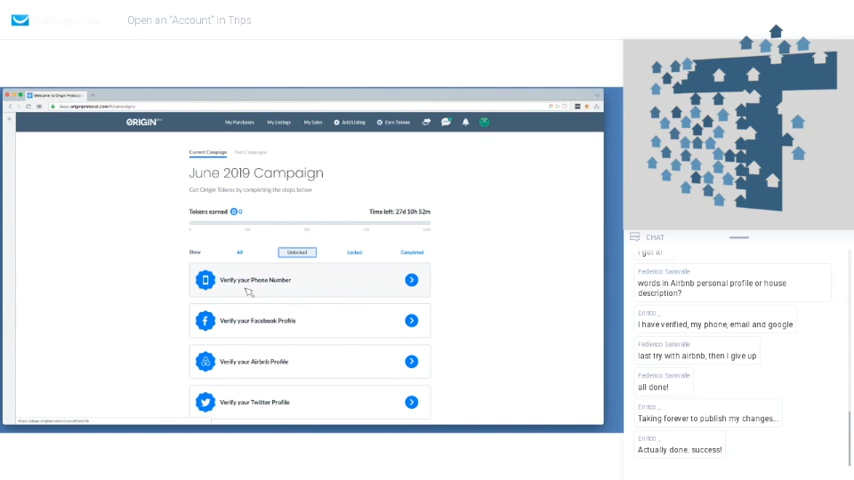 Open an "Account" in Trips
Welcome to Origin Protocol
ORIGIN
My Purchases
My Listings
My Sales
Add Listing
Earn Tokens
Current Campaign
Past Campaigns
June 2019 Campaign
Get Origin Tokens by completing the steps below
Tokens earned 0
Time left: 27d 10h 52m
Show
All
Unlocked
Locked
Completed
Verify your Phone Number
Verify your Facebook Profile
Verify your Airbnb Profile
Verify your Twitter Profile
CHAT
I got it!
Federico Saravalle
words in Airbnb personal profile or house
description?
Enrico _
I have verified, my phone, email and google
Federico Saravalle
last try with airbnb, then I give up
Federico Saravalle
all done!
Enrico _
Taking forever to publish my changes...
Enrico _
Actually done. success!